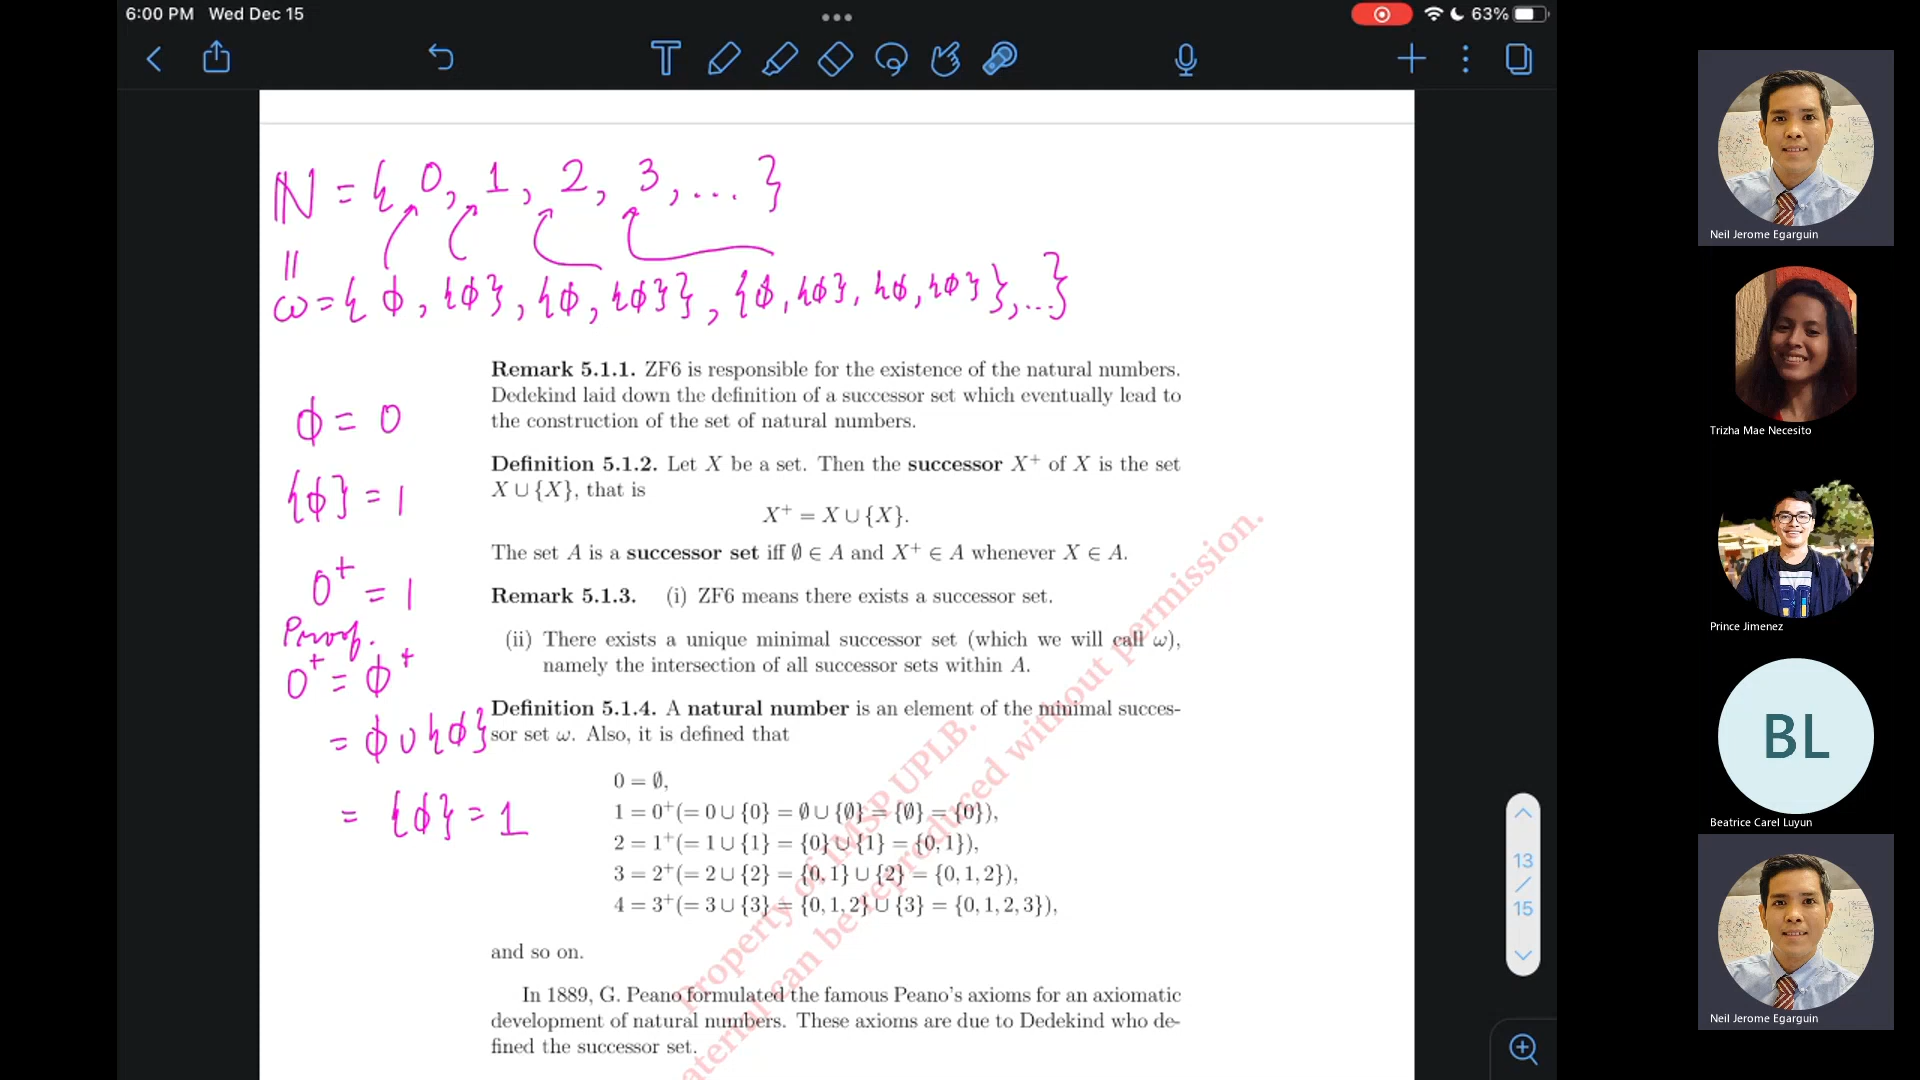 6:00 PM Wed Dec 15
63%
ℕ = { 0, 1, 2, 3, ... }
=
ω = { ϕ, {ϕ}, {ϕ, {ϕ}}, {ϕ, {ϕ}, {ϕ, {ϕ} }, ... }
Remark 5.1.1. ZF6 is responsible for the existence of the natural numbers.
Dedekind laid down the definition of a successor set which eventually lead to
the construction of the set of natural numbers.
ϕ = 0
Definition 5.1.2. Let X be a set. Then the successor X⁺ of X is the set
X ∪ {X}, that is
{ϕ} = 1
X⁺ = X ∪ {X}.
The set A is a successor set iff ∅ ∈ A and X⁺ ∈ A whenever X ∈ A.
0⁺ = 1
Remark 5.1.3. (i) ZF6 means there exists a successor set.
Proof.
(ii) There exists a unique minimal successor set (which we will call ω),
namely the intersection of all successor sets within A.
0⁺ = ϕ⁺
Definition 5.1.4. A natural number is an element of the minimal succes-
sor set ω. Also, it is defined that
= ϕ ∪ {ϕ}
0 = ∅,
1 = 0⁺(= 0 ∪ {0} = ∅ ∪ {∅} = {∅} = {0}),
= {ϕ} = 1
2 = 1⁺(= 1 ∪ {1} = {0} ∪ {1} = {0, 1}),
3 = 2⁺(= 2 ∪ {2} = {0, 1} ∪ {2} = {0, 1, 2}),
4 = 3⁺(= 3 ∪ {3} = {0, 1, 2} ∪ {3} = {0, 1, 2, 3}),
and so on.
In 1889, G. Peano formulated the famous Peano's axioms for an axiomatic
development of natural numbers. These axioms are due to Dedekind who de-
fined the successor set.
Property of IMSP, UPLB.
can be reproduced without permission.
13
/
15
Neil Jerome Egarguin
Trizha Mae Necesito
Prince Jimenez
BL
Beatrice Carel Luyun
Neil Jerome Egarguin